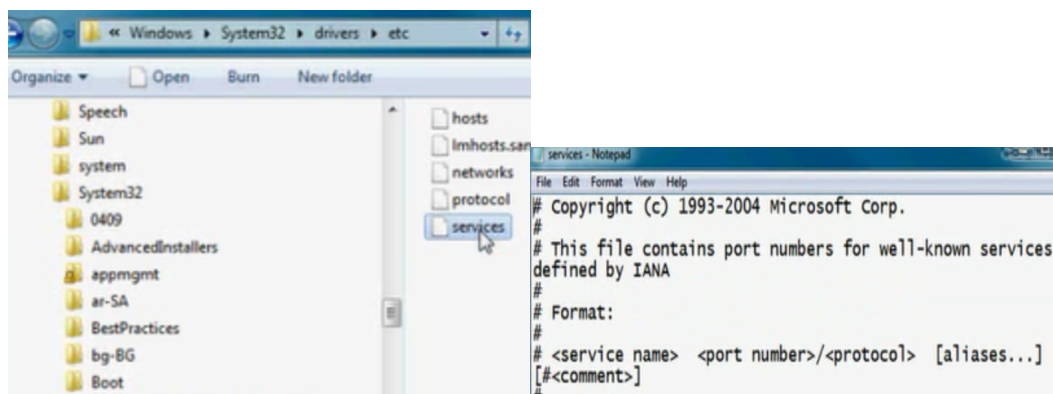 « Windows ▸ System32 ▸ drivers ▸ etc
Organize Open Burn New folder
Speech
Sun
system
System32
0409
AdvancedInstallers
appmgmt
ar-SA
BestPractices
bg-BG
Boot
hosts
lmhosts.san
networks
protocol
services
services - Notepad
File Edit Format View Help
# Copyright (c) 1993-2004 Microsoft Corp.
#
# This file contains port numbers for well-known services
defined by IANA
#
# Format:
#
# <service name> <port number>/<protocol> [aliases...]
[#<comment>]
#